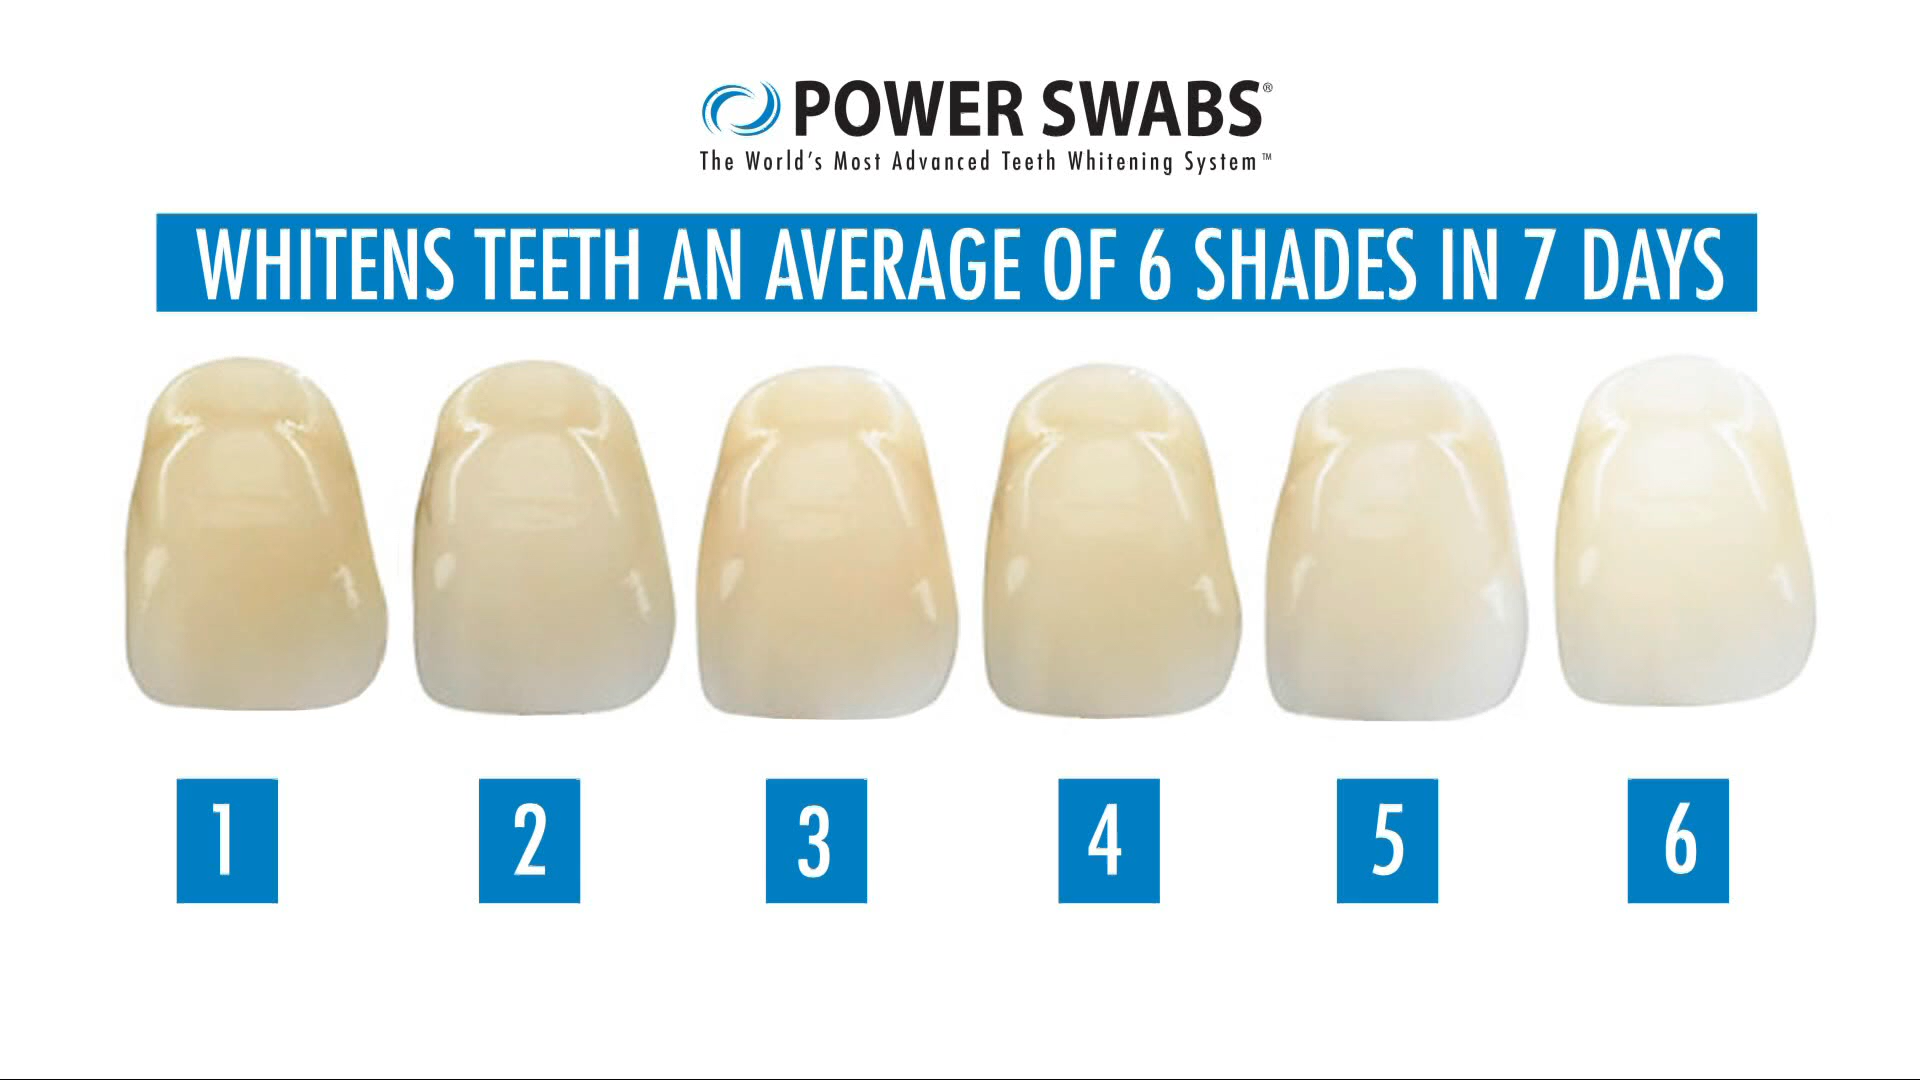 POWER SWABS®
The World's Most Advanced Teeth Whitening System™
WHITENS TEETH AN AVERAGE OF 6 SHADES IN 7 DAYS
1 2 3 4 5 6